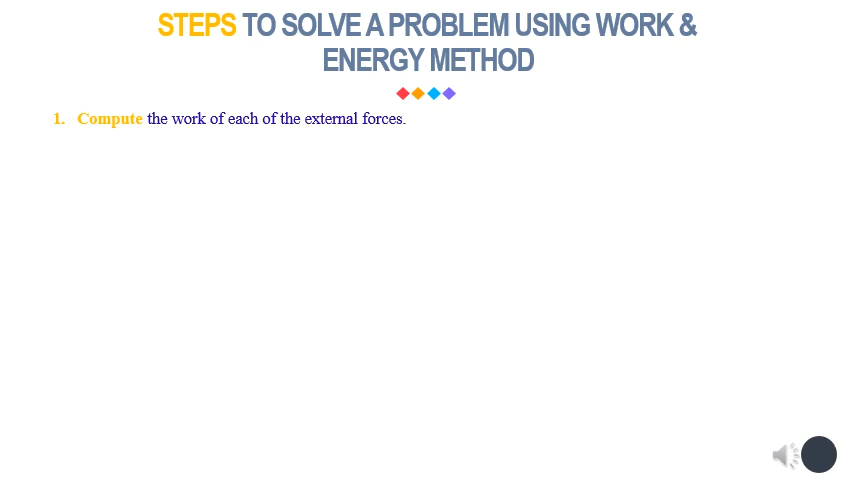 STEPS TO SOLVE A PROBLEM USING WORK &
ENERGY METHOD
1. Compute the work of each of the external forces.